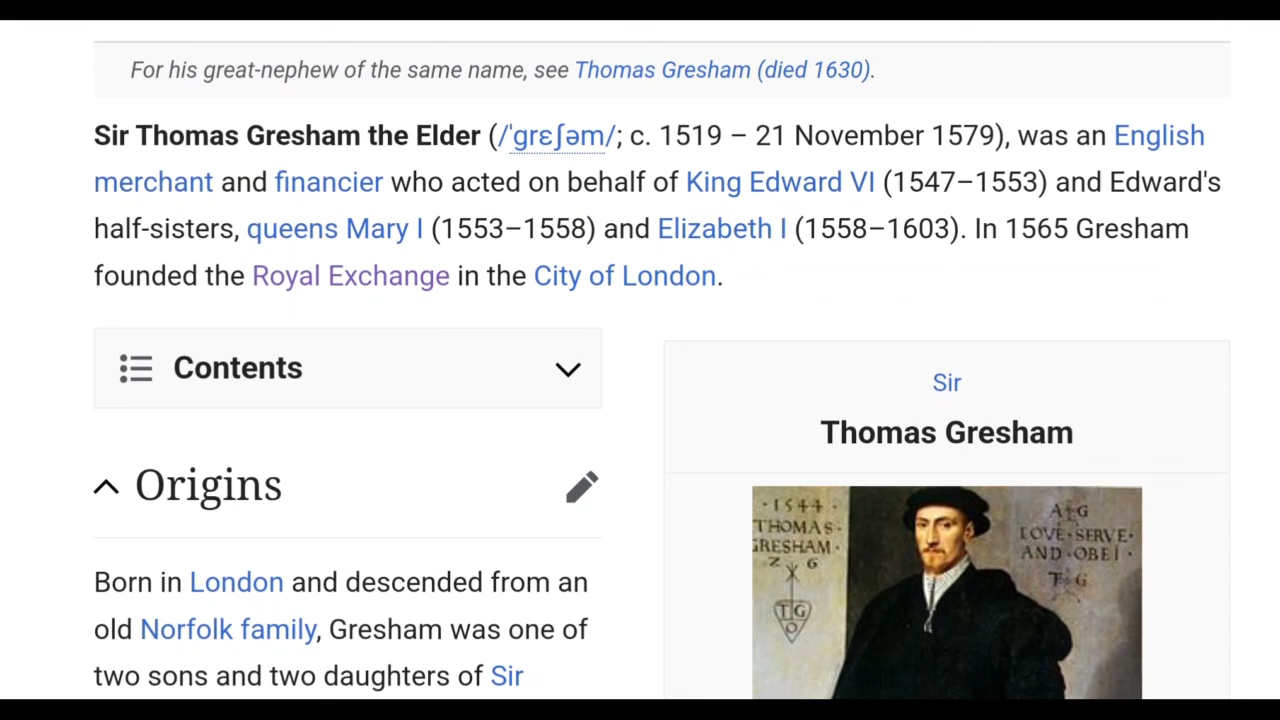 For his great-nephew of the same name, see Thomas Gresham (died 1630).
Sir Thomas Gresham the Elder (/ˈɡrɛʃəm/; c. 1519 – 21 November 1579), was an English
merchant and financier who acted on behalf of King Edward VI (1547–1553) and Edward's
half-sisters, queens Mary I (1553–1558) and Elizabeth I (1558–1603). In 1565 Gresham
founded the Royal Exchange in the City of London.
Contents
Sir
Thomas Gresham
Origins
Born in London and descended from an
old Norfolk family, Gresham was one of
two sons and two daughters of Sir
·1544·
THOMAS·
GRESHAM·
Z G
TG
O
A G
LOVE·SERVE·
AND·OBEI·
T G